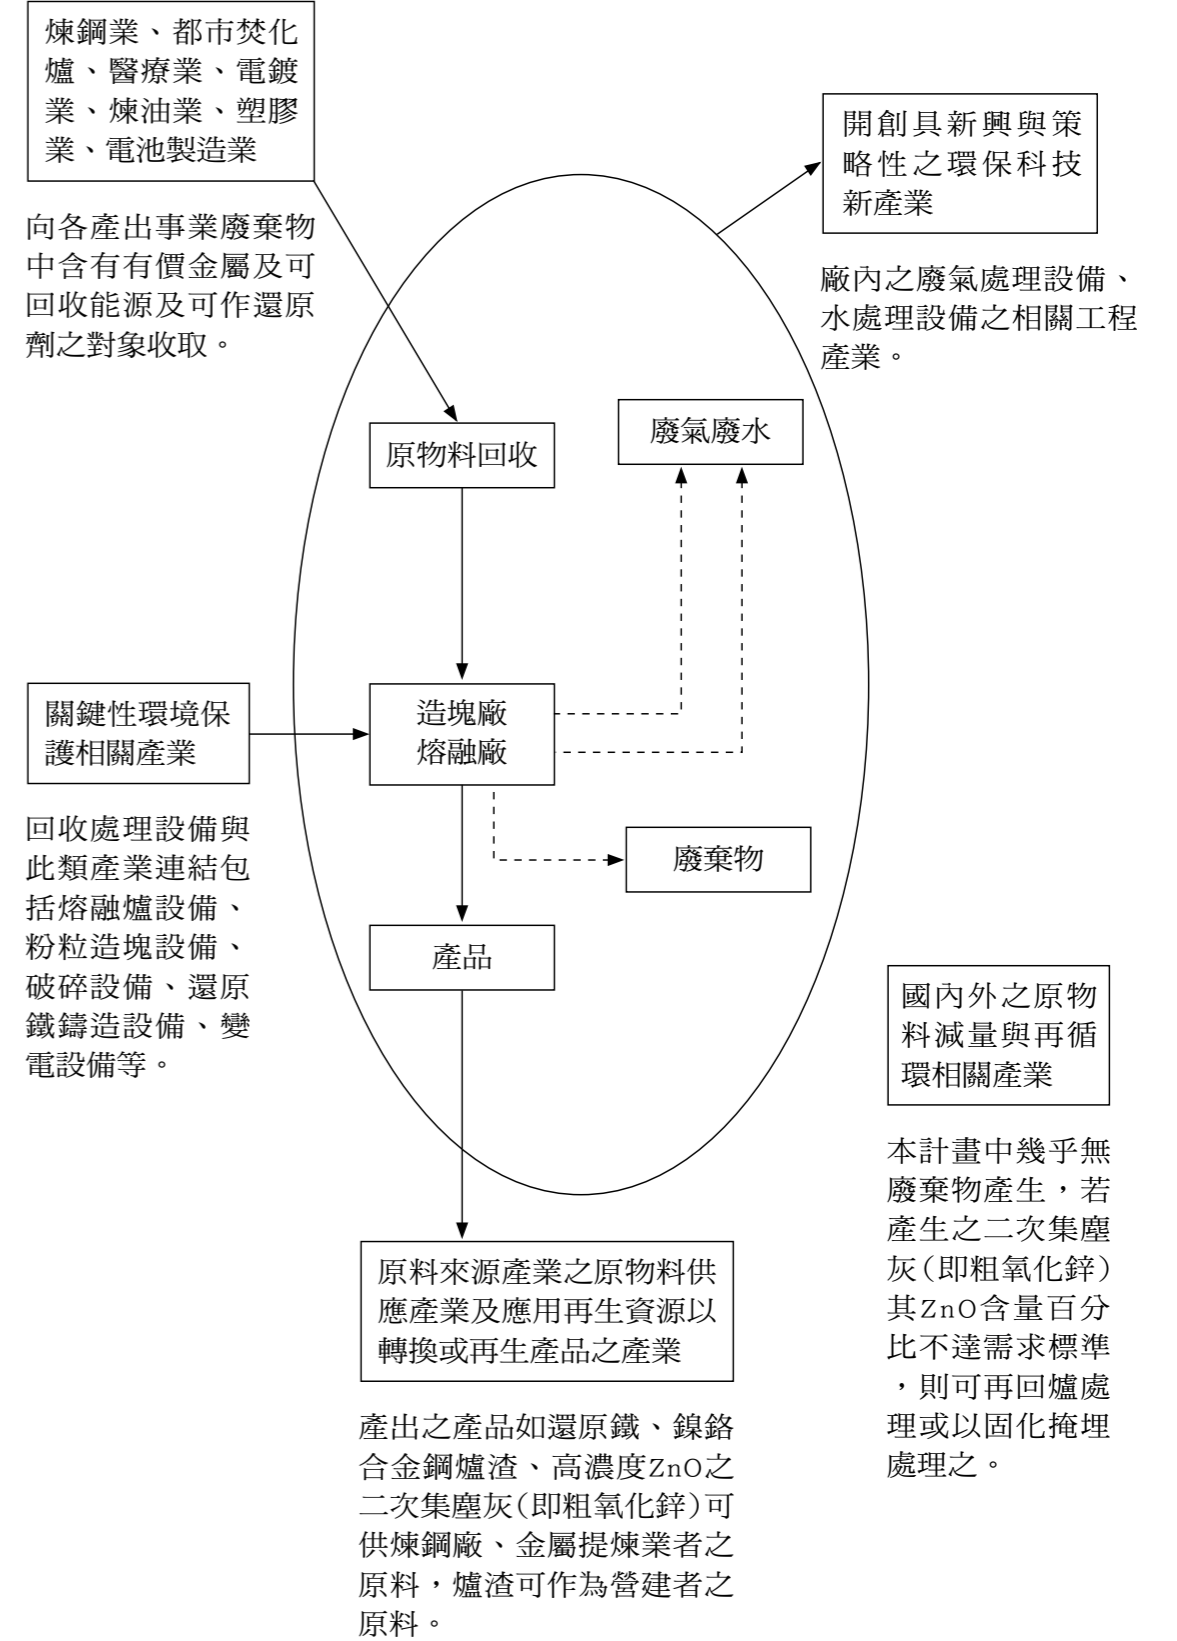 煉鋼業、都市焚化
爐、醫療業、電鍍
業、煉油業、塑膠
業、電池製造業
向各產出事業廢棄物
中含有有價金屬及可
回收能源及可作還原
劑之對象收取。
開創具新興與策
略性之環保科技
新產業
廠內之廢氣處理設備、
水處理設備之相關工程
產業。
原物料回收
廢氣廢水
關鍵性環境保
護相關產業
造塊廠
熔融廠
回收處理設備與
此類產業連結包
括熔融爐設備、
粉粒造塊設備、
破碎設備、還原
鐵鑄造設備、變
電設備等。
廢棄物
產品
國內外之原物
料減量與再循
環相關產業
本計畫中幾乎無
廢棄物產生，若
產生之二次集塵
灰(即粗氧化鋅)
其ZnO含量百分
比不達需求標準
，則可再回爐處
理或以固化掩埋
處理之。
原料來源產業之原物料供
應產業及應用再生資源以
轉換或再生產品之產業
產出之產品如還原鐵、鎳鉻
合金鋼爐渣、高濃度ZnO之
二次集塵灰(即粗氧化鋅)可
供煉鋼廠、金屬提煉業者之
原料，爐渣可作為營建者之
原料。